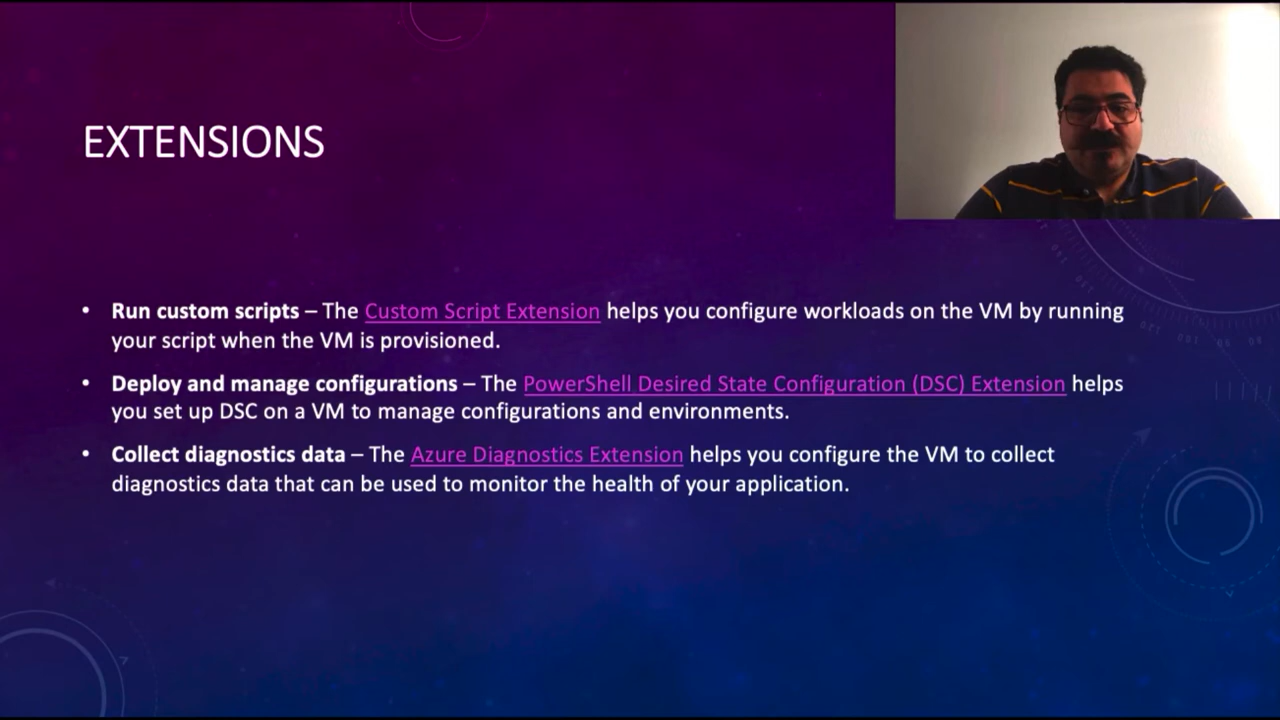 EXTENSIONS
• Run custom scripts – The Custom Script Extension helps you configure workloads on the VM by running
your script when the VM is provisioned.
• Deploy and manage configurations – The PowerShell Desired State Configuration (DSC) Extension helps
you set up DSC on a VM to manage configurations and environments.
• Collect diagnostics data – The Azure Diagnostics Extension helps you configure the VM to collect
diagnostics data that can be used to monitor the health of your application.